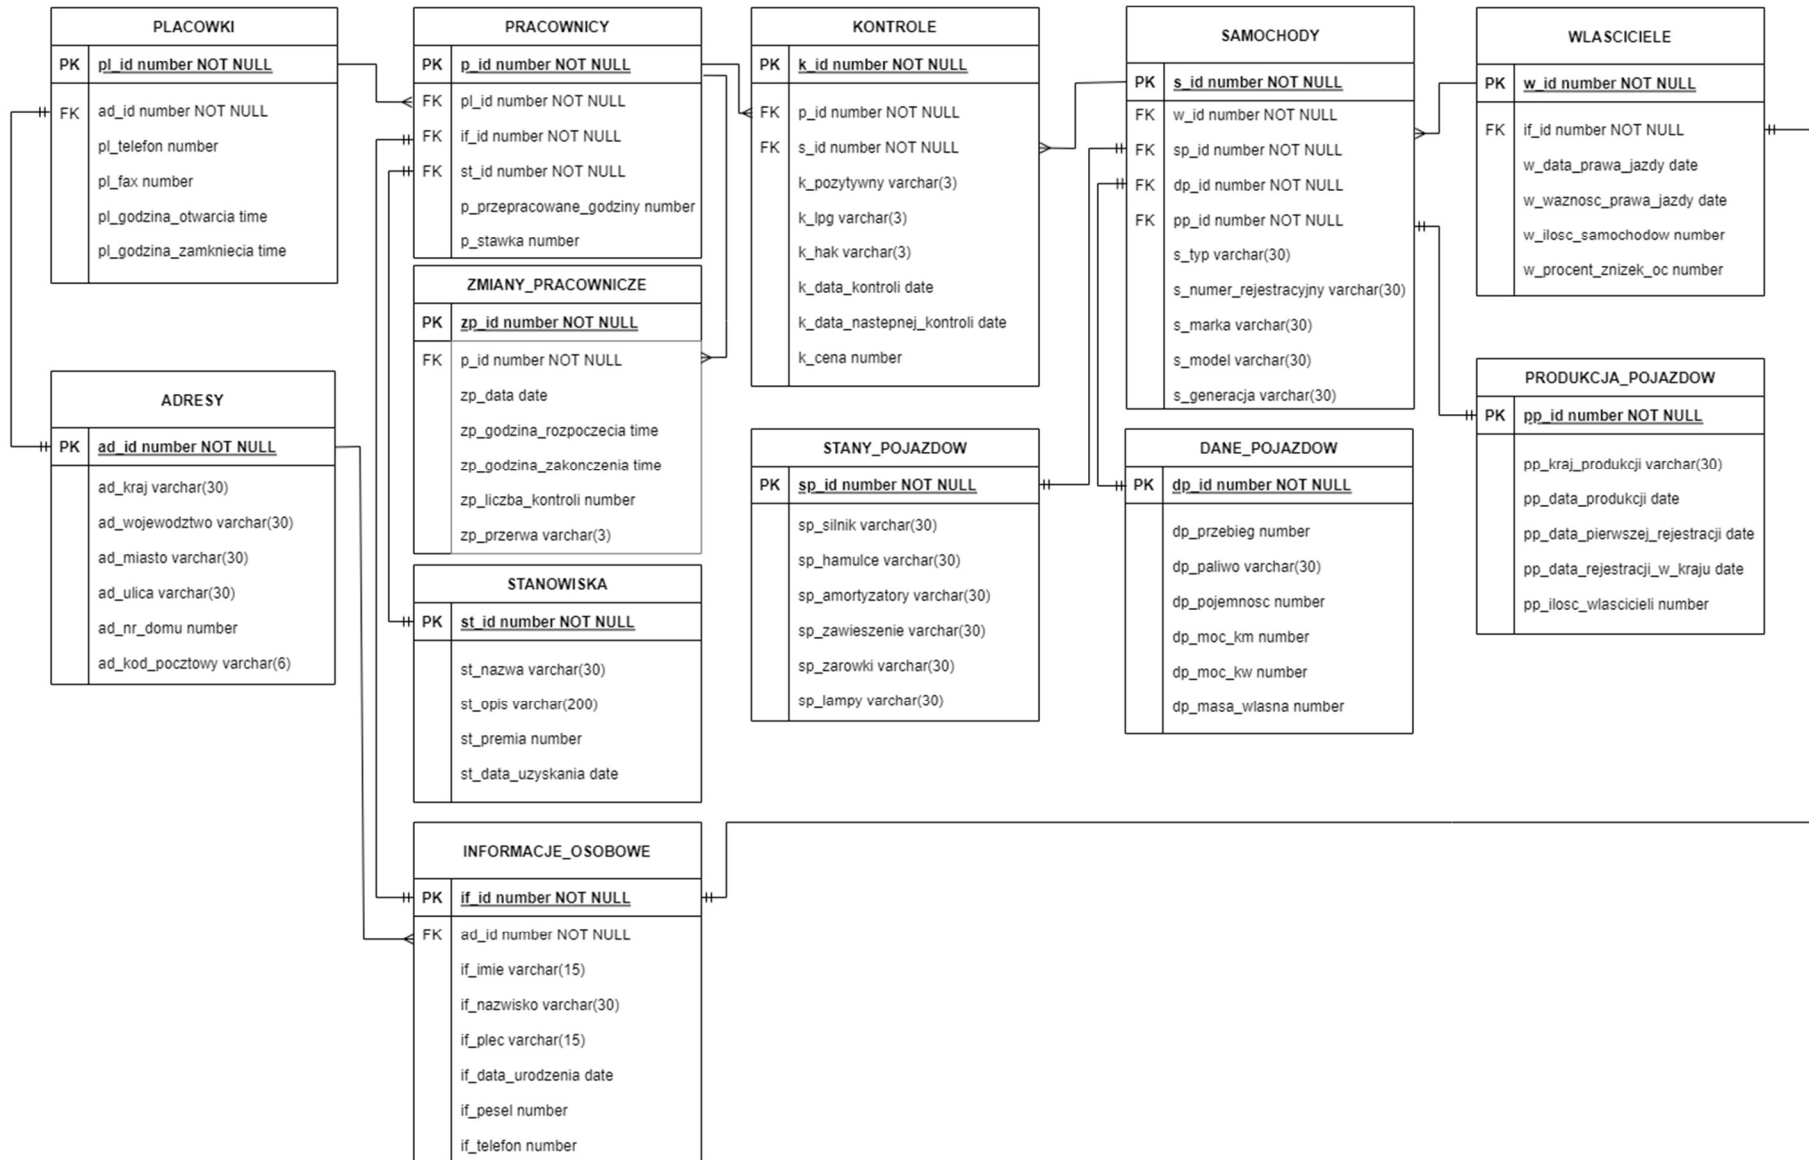 PLACOWKI
PK pl_id number NOT NULL
FK ad_id number NOT NULL
pl_telefon number
pl_fax number
pl_godzina_otwarcia time
pl_godzina_zamkniecia time
ADRESY
PK ad_id number NOT NULL
ad_kraj varchar(30)
ad_wojewodztwo varchar(30)
ad_miasto varchar(30)
ad_ulica varchar(30)
ad_nr_domu number
ad_kod_pocztowy varchar(6)
PRACOWNICY
PK p_id number NOT NULL
FK pl_id number NOT NULL
FK if_id number NOT NULL
FK st_id number NOT NULL
p_przepracowane_godziny number
p_stawka number
ZMIANY_PRACOWNICZE
PK zp_id number NOT NULL
FK p_id number NOT NULL
zp_data date
zp_godzina_rozpoczecia time
zp_godzina_zakonczenia time
zp_liczba_kontroli number
zp_przerwa varchar(3)
STANOWISKA
PK st_id number NOT NULL
st_nazwa varchar(30)
st_opis varchar(200)
st_premia number
st_data_uzyskania date
INFORMACJE_OSOBOWE
PK if_id number NOT NULL
FK ad_id number NOT NULL
if_imie varchar(15)
if_nazwisko varchar(30)
if_plec varchar(15)
if_data_urodzenia date
if_pesel number
if_telefon number
KONTROLE
PK k_id number NOT NULL
FK p_id number NOT NULL
FK s_id number NOT NULL
k_pozytywny varchar(3)
k_lpg varchar(3)
k_hak varchar(3)
k_data_kontroli date
k_data_nastepnej_kontroli date
k_cena number
STANY_POJAZDOW
PK sp_id number NOT NULL
sp_silnik varchar(30)
sp_hamulce varchar(30)
sp_amortyzatory varchar(30)
sp_zawieszenie varchar(30)
sp_zarowki varchar(30)
sp_lampy varchar(30)
SAMOCHODY
PK s_id number NOT NULL
FK w_id number NOT NULL
FK sp_id number NOT NULL
FK dp_id number NOT NULL
FK pp_id number NOT NULL
s_typ varchar(30)
s_numer_rejestracyjny varchar(30)
s_marka varchar(30)
s_model varchar(30)
s_generacja varchar(30)
DANE_POJAZDOW
PK dp_id number NOT NULL
dp_przebieg number
dp_paliwo varchar(30)
dp_pojemnosc number
dp_moc_km number
dp_moc_kw number
dp_masa_wlasna number
WLASCICIELE
PK w_id number NOT NULL
FK if_id number NOT NULL
w_data_prawa_jazdy date
w_waznosc_prawa_jazdy date
w_ilosc_samochodow number
w_procent_znizek_oc number
PRODUKCJA_POJAZDOW
PK pp_id number NOT NULL
pp_kraj_produkcji varchar(30)
pp_data_produkcji date
pp_data_pierwszej_rejestracji date
pp_data_rejestracji_w_kraju date
pp_ilosc_wlascicieli number